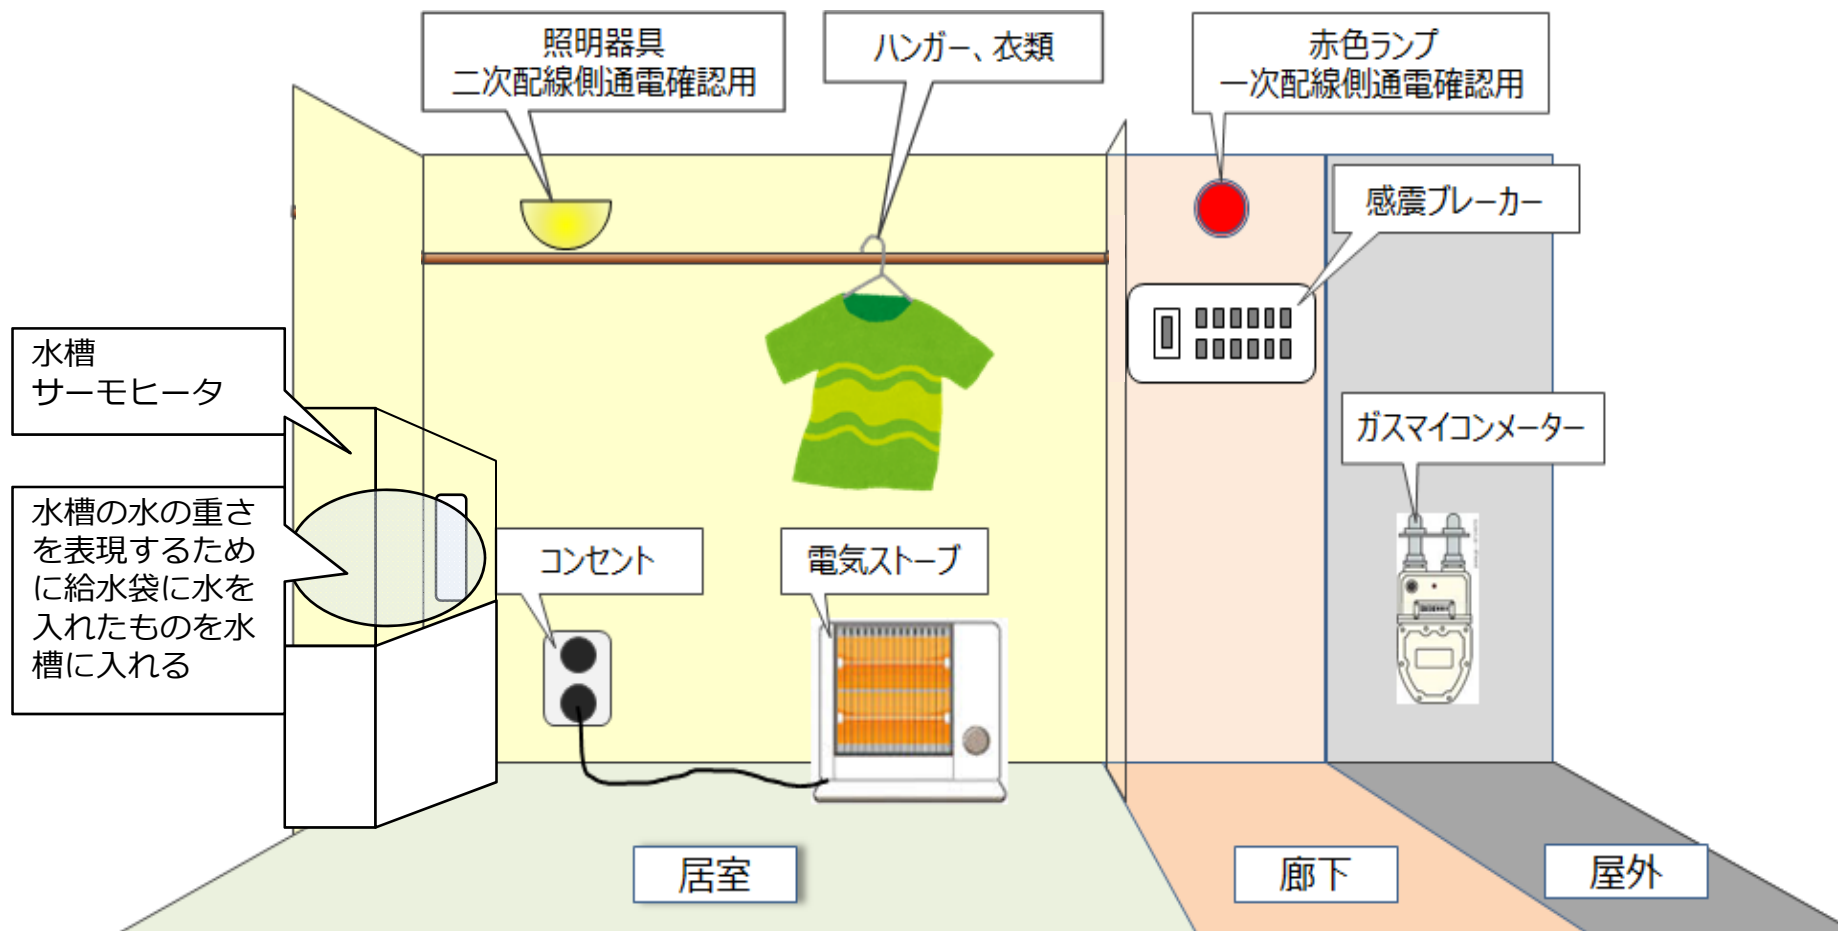 照明器具
二次配線側通電確認用
ハンガー、衣類
赤色ランプ
一次配線側通電確認用
感震ブレーカー
水槽
サーモヒータ
ガスマイコンメーター
水槽の水の重さ
を表現するため
に給水袋に水を
入れたものを水
槽に入れる
コンセント
電気ストーブ
居室
廊下
屋外